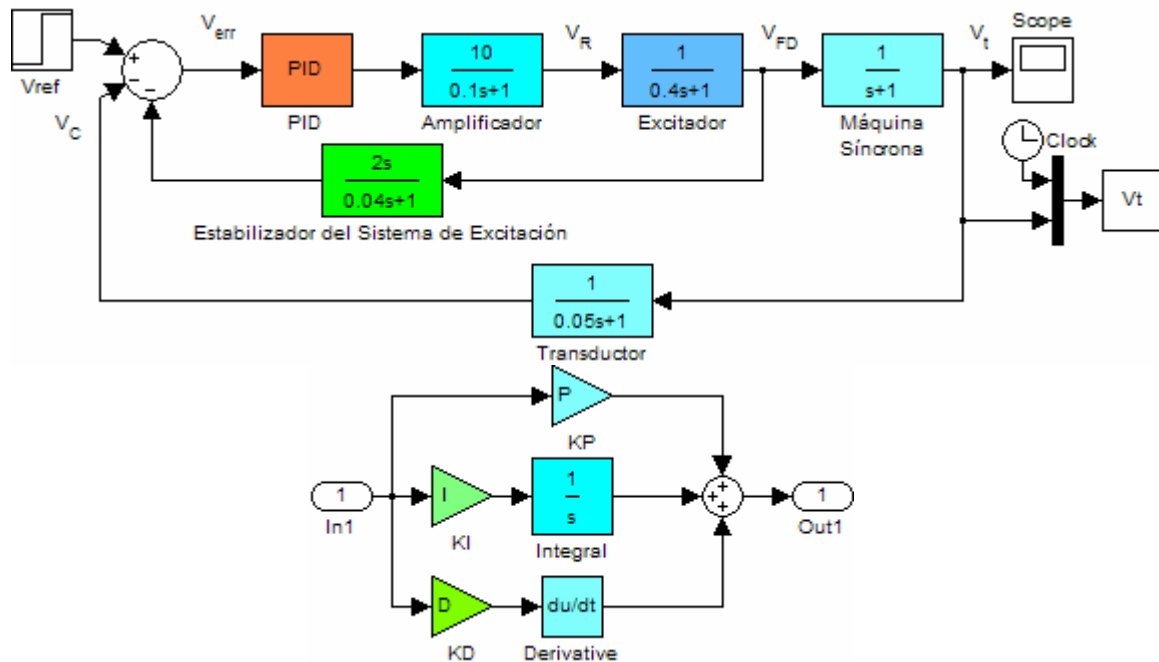 Vref
+
−
−
V_C
V_err
PID
PID
10
0.1s+1
Amplificador
V_R
1
0.4s+1
Excitador
V_FD
1
s+1
Máquina
Síncrona
V_t
Scope
Clock
Vt
2s
0.04s+1
Estabilizador del Sistema de Excitación
1
0.05s+1
Transductor
P
KP
1
In1
I
KI
1
s
Integral
+
+
+
1
Out1
D
KD
du/dt
Derivative